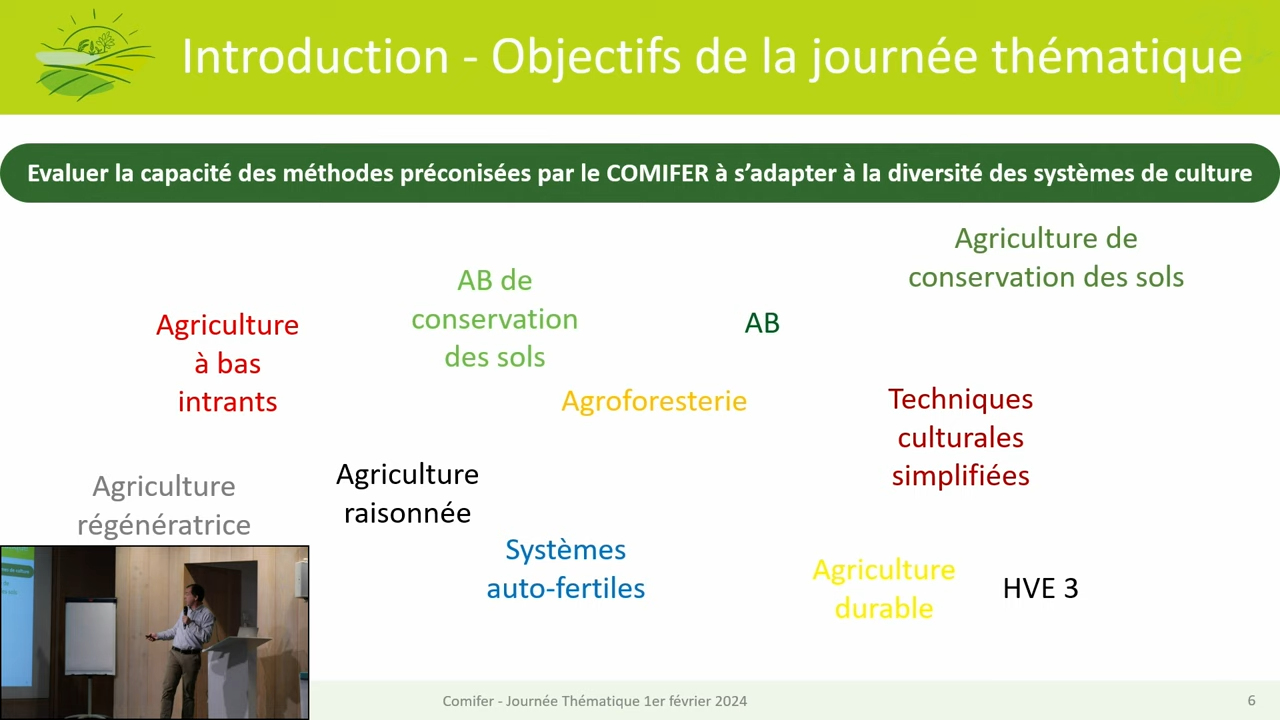 Introduction - Objectifs de la journée thématique
Evaluer la capacité des méthodes préconisées par le COMIFER à s’adapter à la diversité des systèmes de culture
Agriculture de
conservation des sols
AB de
conservation
des sols
AB
Agriculture
à bas
intrants
Agroforesterie
Techniques
culturales
simplifiées
Agriculture
raisonnée
Agriculture
régénératrice
Systèmes
auto-fertiles
Agriculture
durable
HVE 3
Comifer - Journée Thématique 1er février 2024
6